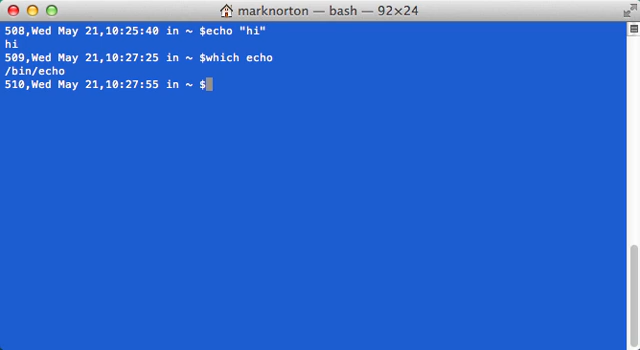 marknorton — bash — 92×24
508,Wed May 21,10:25:40 in ~ $echo "hi"
hi
509,Wed May 21,10:27:25 in ~ $which echo
/bin/echo
510,Wed May 21,10:27:55 in ~ $